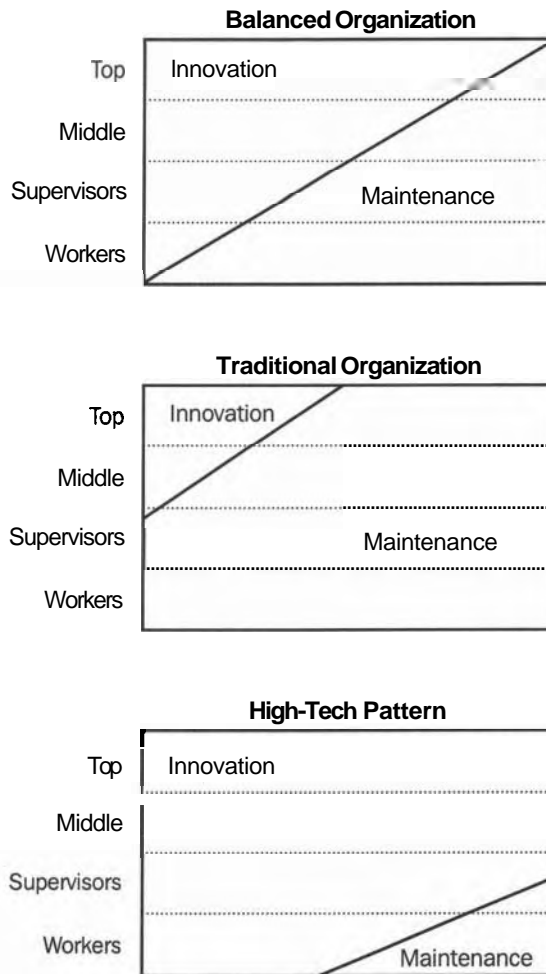 Balanced Organization
Top Innovation
Middle
Supervisors Maintenance
Workers
Traditional Organization
Top Innovation
Middle
Supervisors Maintenance
Workers
High-Tech Pattern
Top Innovation
Middle
Supervisors
Workers Maintenance